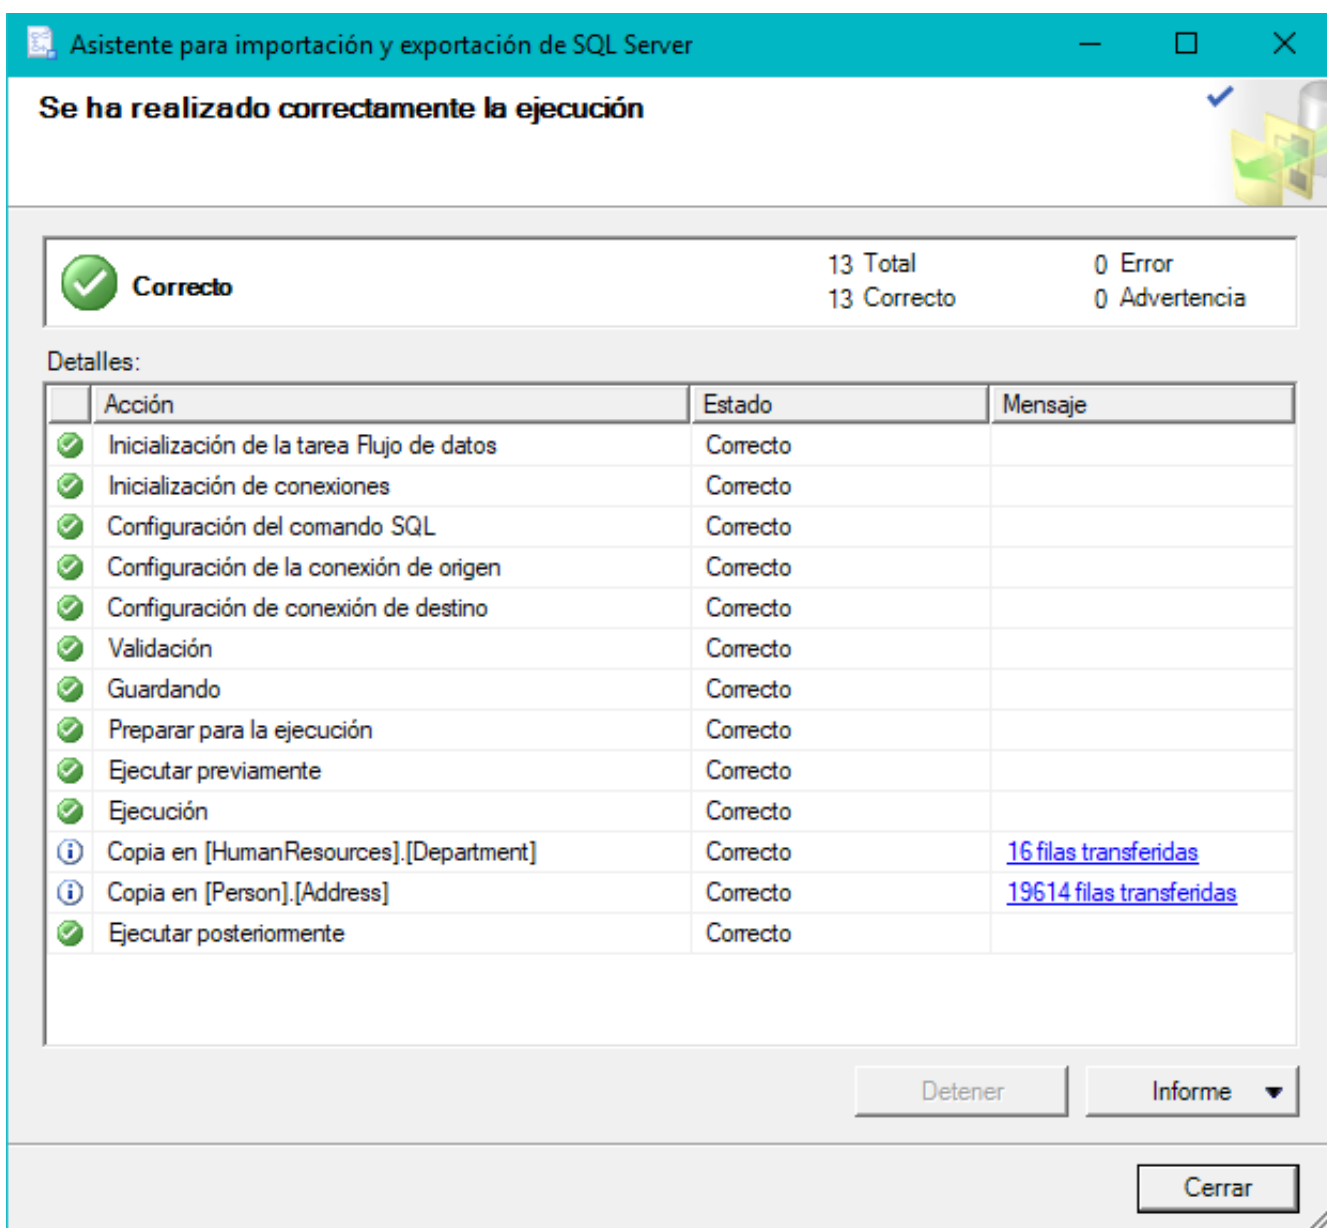 Asistente para importación y exportación de SQL Server
Se ha realizado correctamente la ejecución
Correcto
13 Total
0 Error
13 Correcto
0 Advertencia
Detalles:
Acción Estado Mensaje
Inicialización de la tarea Flujo de datos Correcto
Inicialización de conexiones Correcto
Configuración del comando SQL Correcto
Configuración de la conexión de origen Correcto
Configuración de conexión de destino Correcto
Validación Correcto
Guardando Correcto
Preparar para la ejecución Correcto
Ejecutar previamente Correcto
Ejecución Correcto
Copia en [HumanResources].[Department] Correcto 16 filas transferidas
Copia en [Person].[Address] Correcto 19614 filas transferidas
Ejecutar posteriormente Correcto
Detener Informe
Cerrar